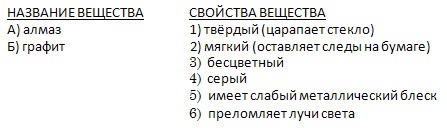 НАЗВАНИЕ ВЕЩЕСТВА СВОЙСТВА ВЕЩЕСТВА
А) алмаз 1) твёрдый (царапает стекло)
Б) графит 2) мягкий (оставляет следы на бумаге)
3) бесцветный
4) серый
5) имеет слабый металлический блеск
6) преломляет лучи света